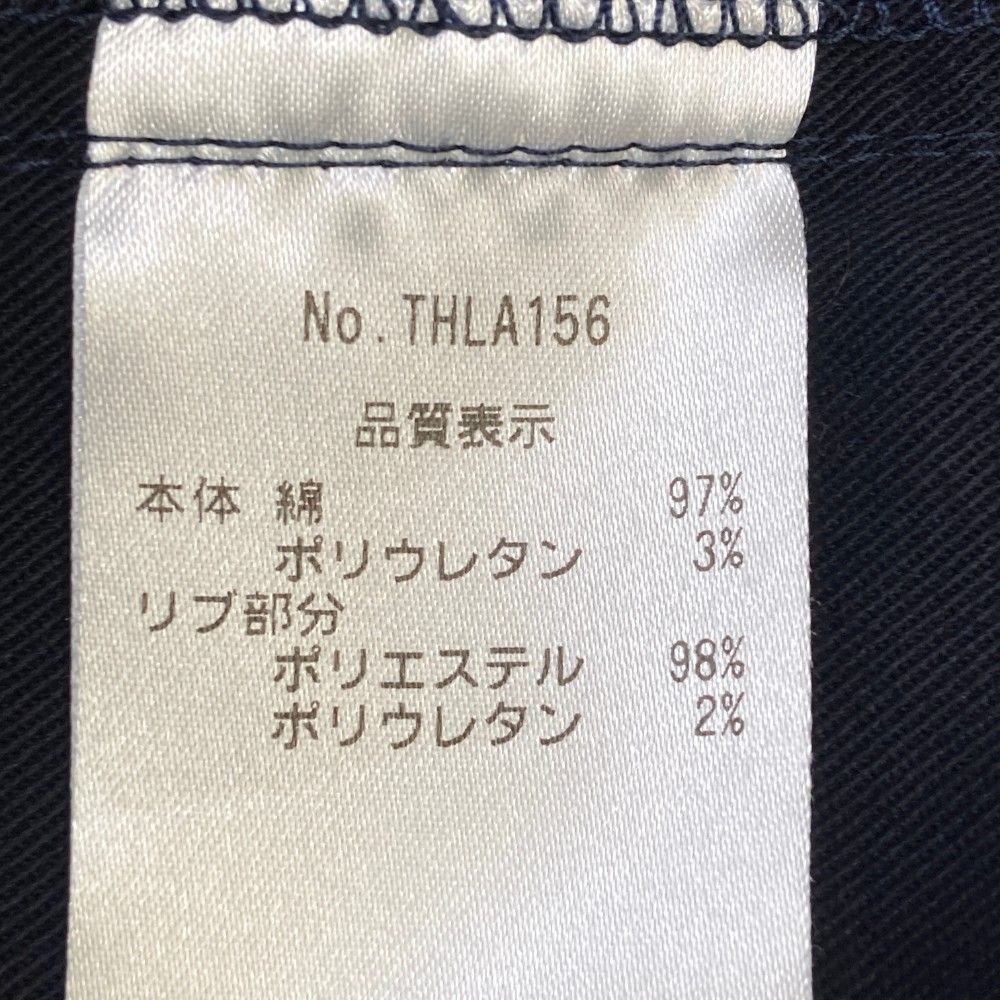 No.THLA156
品質表示
本体 綿 97%
ポリウレタン 3%
リブ部分
ポリエステル 98%
ポリウレタン 2%